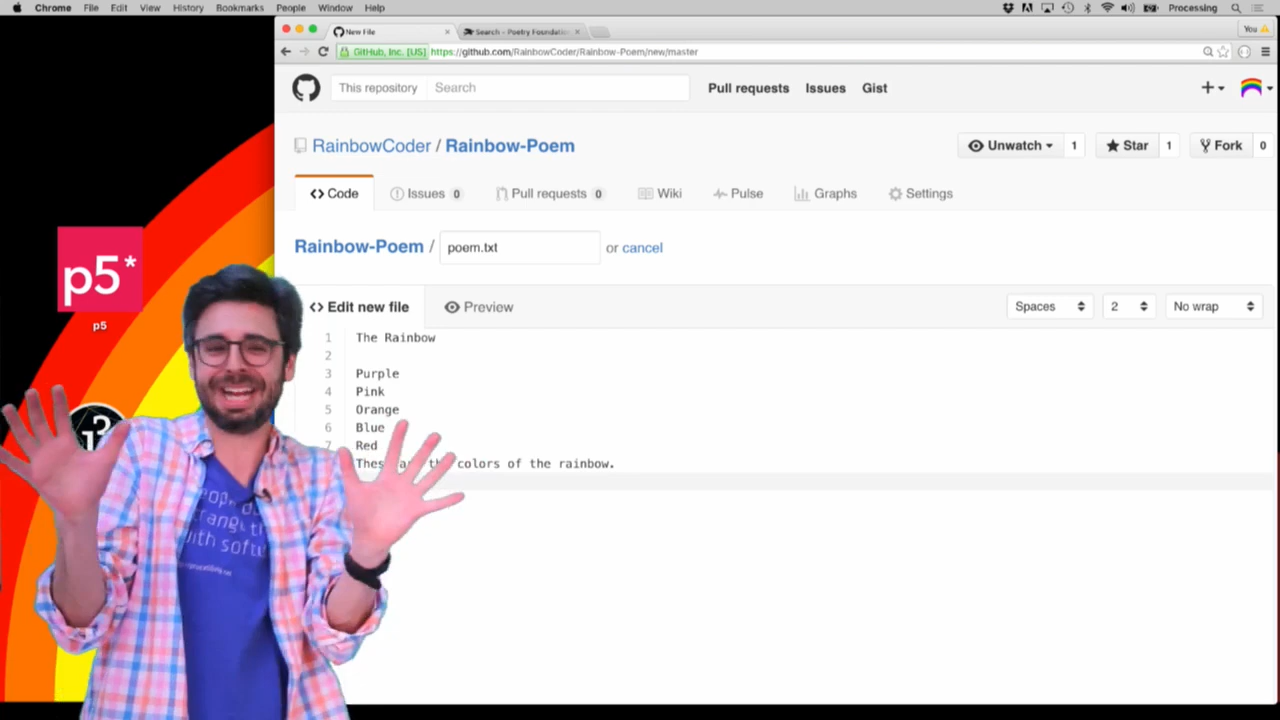 Chrome File Edit View History Bookmarks People Window Help Processing
New File Search - Poetry Foundatio You
GitHub, Inc. [US] https://github.com/RainbowCoder/Rainbow-Poem/new/master
This repository Search Pull requests Issues Gist
RainbowCoder / Rainbow-Poem Unwatch 1 Star 1 Fork 0
Code Issues 0 Pull requests 0 Wiki Pulse Graphs Settings
Rainbow-Poem / poem.txt or cancel
Edit new file Preview Spaces 2 No wrap
1 The Rainbow
2
3 Purple
4 Pink
5 Orange
6 Blue
7 Red
colors of the rainbow.
p5*
p5
with